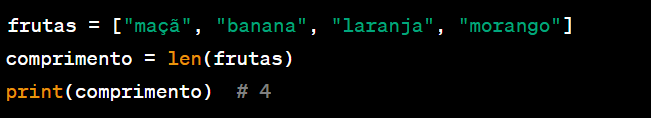 frutas = ["maçã", "banana", "laranja", "morango"]
comprimento = len(frutas)
print(comprimento)  # 4